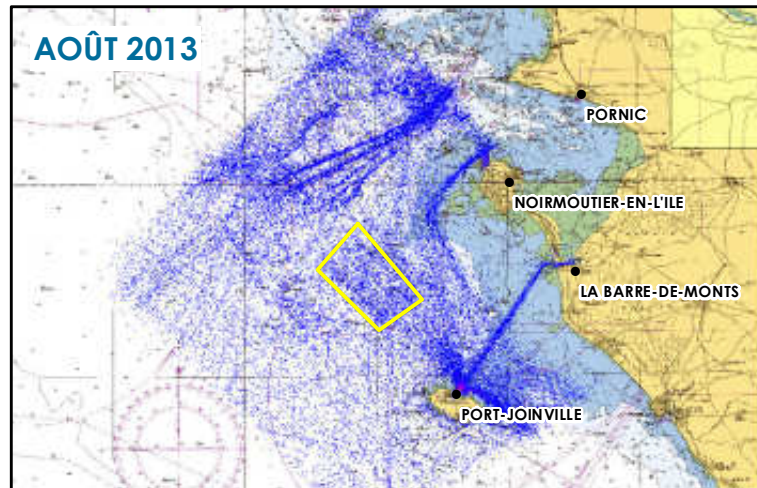 AOÛT 2013
PORNIC
NOIRMOUTIER-EN-L'ILE
LA BARRE-DE-MONTS
PORT-JOINVILLE